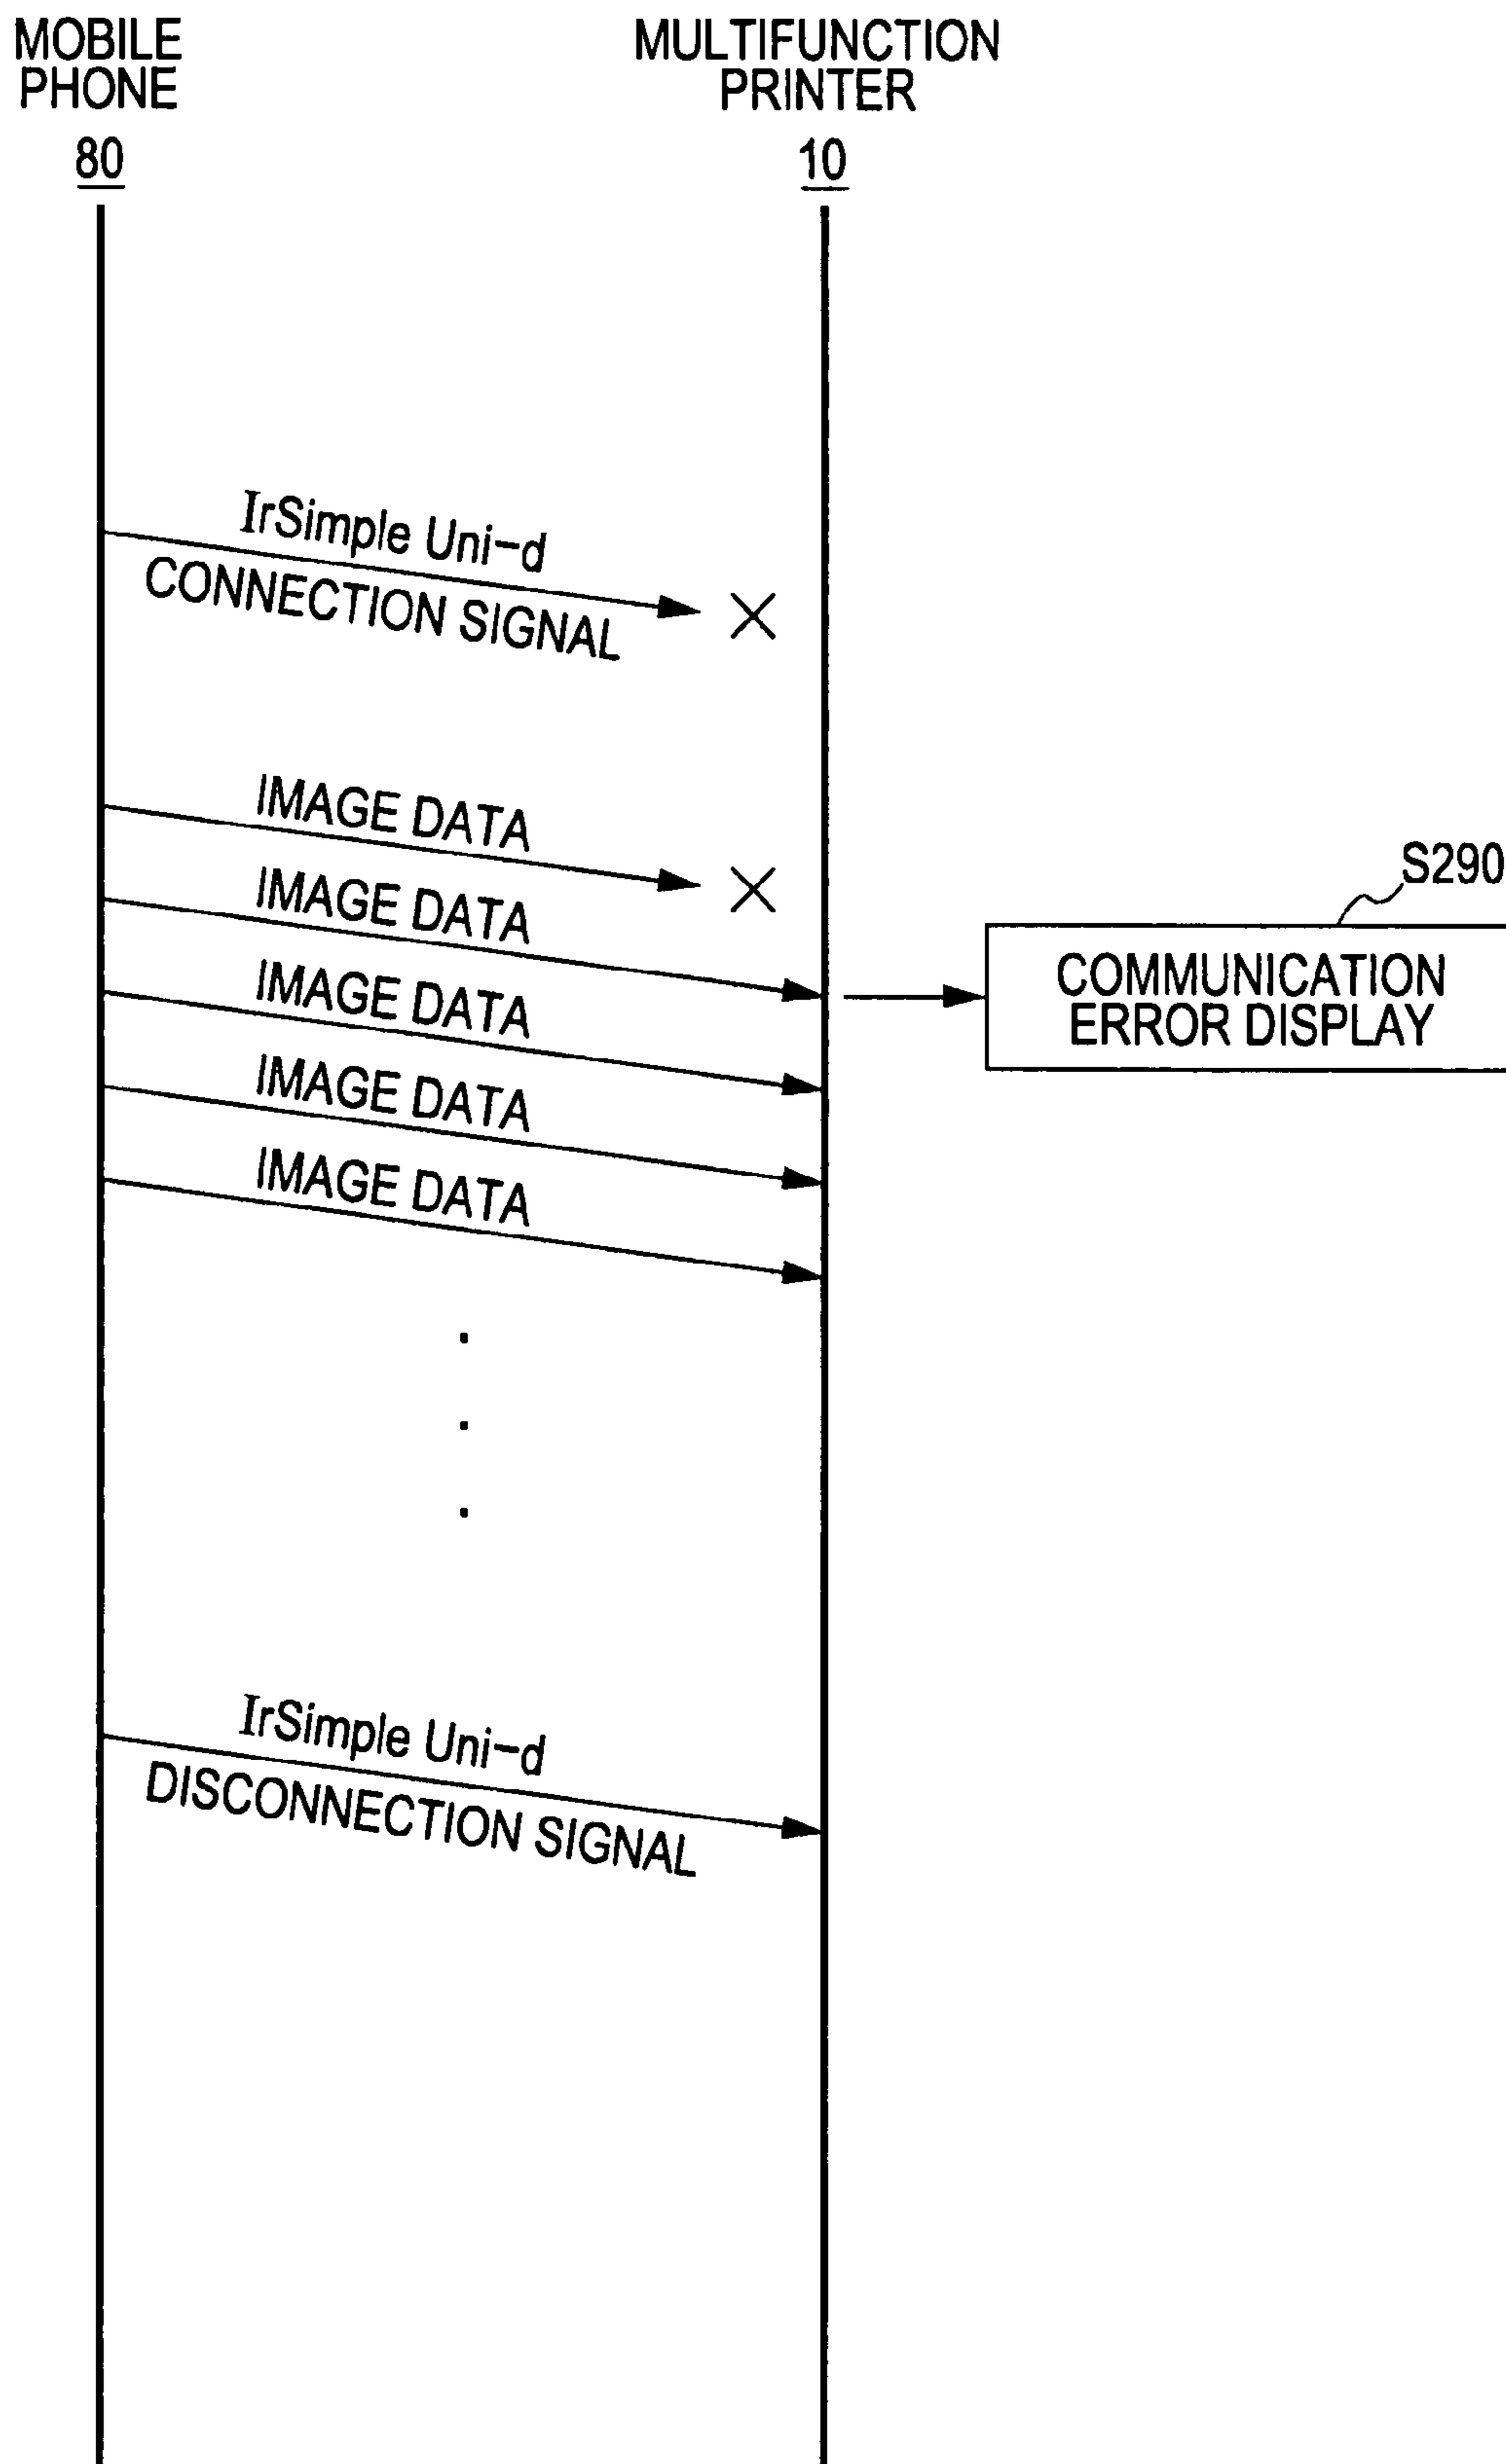 MOBILE
PHONE
80
MULTIFUNCTION
PRINTER
10
IrSimple Uni-d
CONNECTION SIGNAL
IMAGE DATA
IMAGE DATA
IMAGE DATA
IMAGE DATA
IMAGE DATA
S290
COMMUNICATION
ERROR DISPLAY
IrSimple Uni-d
DISCONNECTION SIGNAL